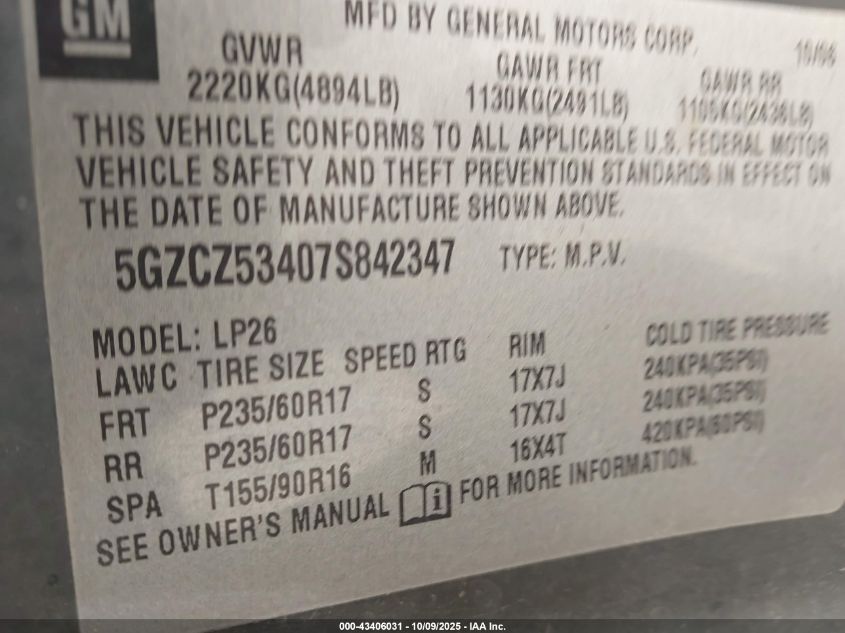 GM
MFD BY GENERAL MOTORS CORP.
10/06
GVWR GAWR FRT GAWR RR
2220KG(4894LB) 1130KG(2491LB) 1105KG(2436LB)
THIS VEHICLE CONFORMS TO ALL APPLICABLE U.S. FEDERAL MOTOR
VEHICLE SAFETY AND THEFT PREVENTION STANDARDS IN EFFECT ON
THE DATE OF MANUFACTURE SHOWN ABOVE.
5GZCZ53407S842347 TYPE: M.P.V.
MODEL: LP26
LAWC TIRE SIZE SPEED RTG RIM COLD TIRE PRESSURE
FRT P235/60R17 S 17X7J 240KPA(35PSI)
RR P235/60R17 S 17X7J 240KPA(35PSI)
SPA T155/90R16 M 16X4T 420KPA(60PSI)
SEE OWNER'S MANUAL FOR MORE INFORMATION.
000-43406031 - 10/09/2025 - IAA Inc.